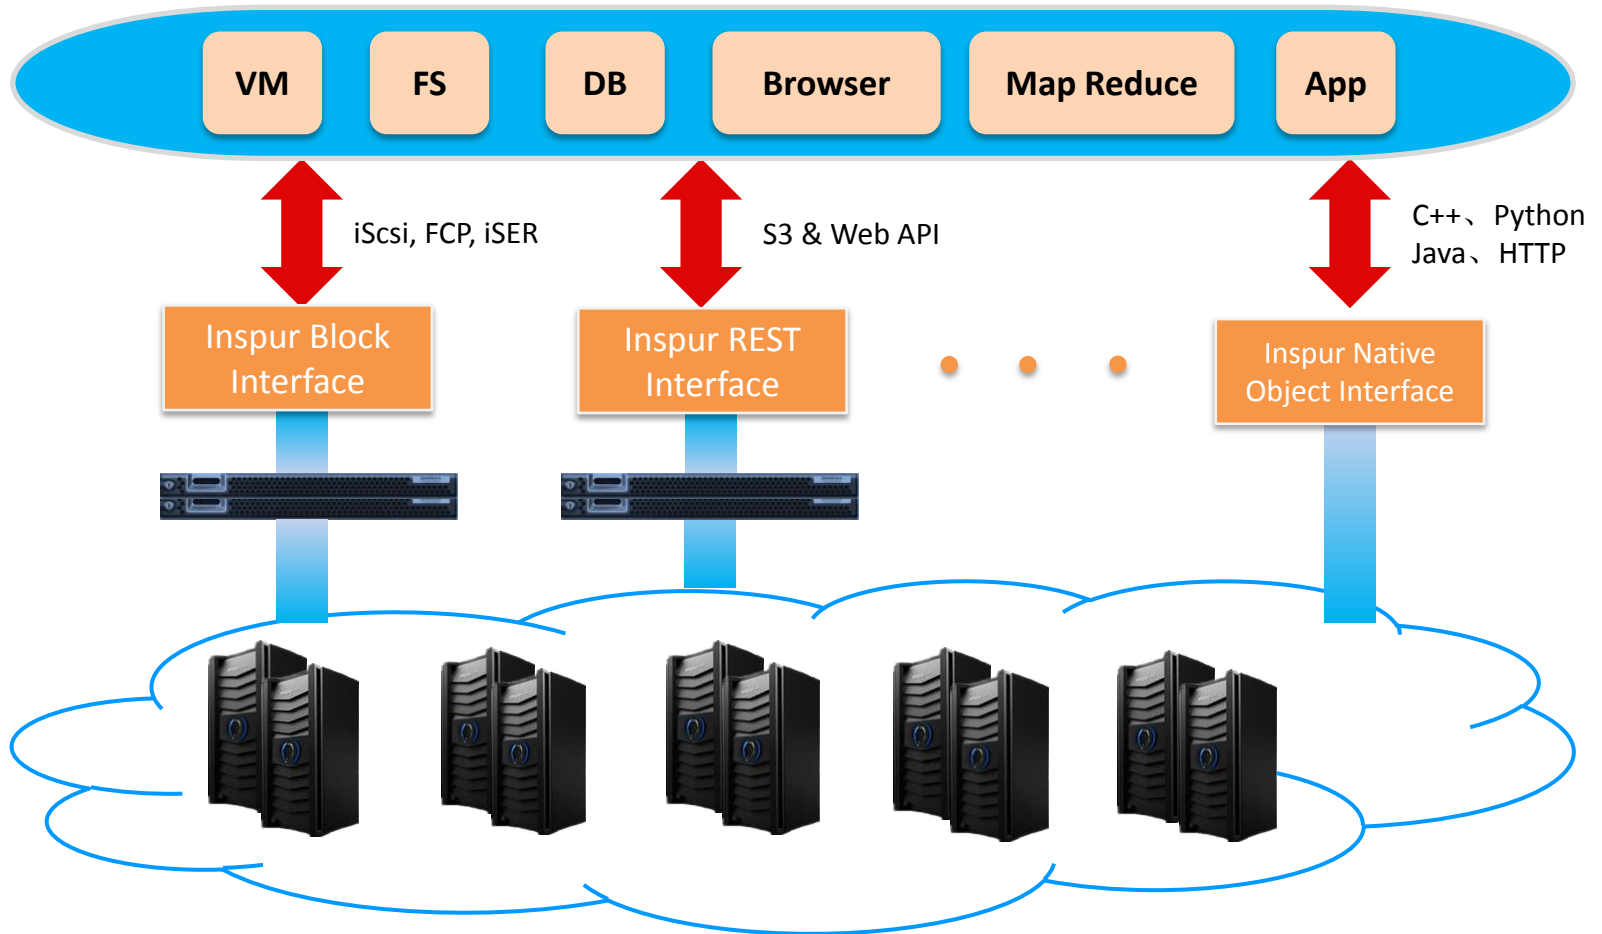 VM
FS
DB
Browser
Map Reduce
App
iScsi, FCP, iSER
S3 & Web API
C++、Python
Java、HTTP
Inspur Block
Interface
Inspur REST
Interface
Inspur Native
Object Interface